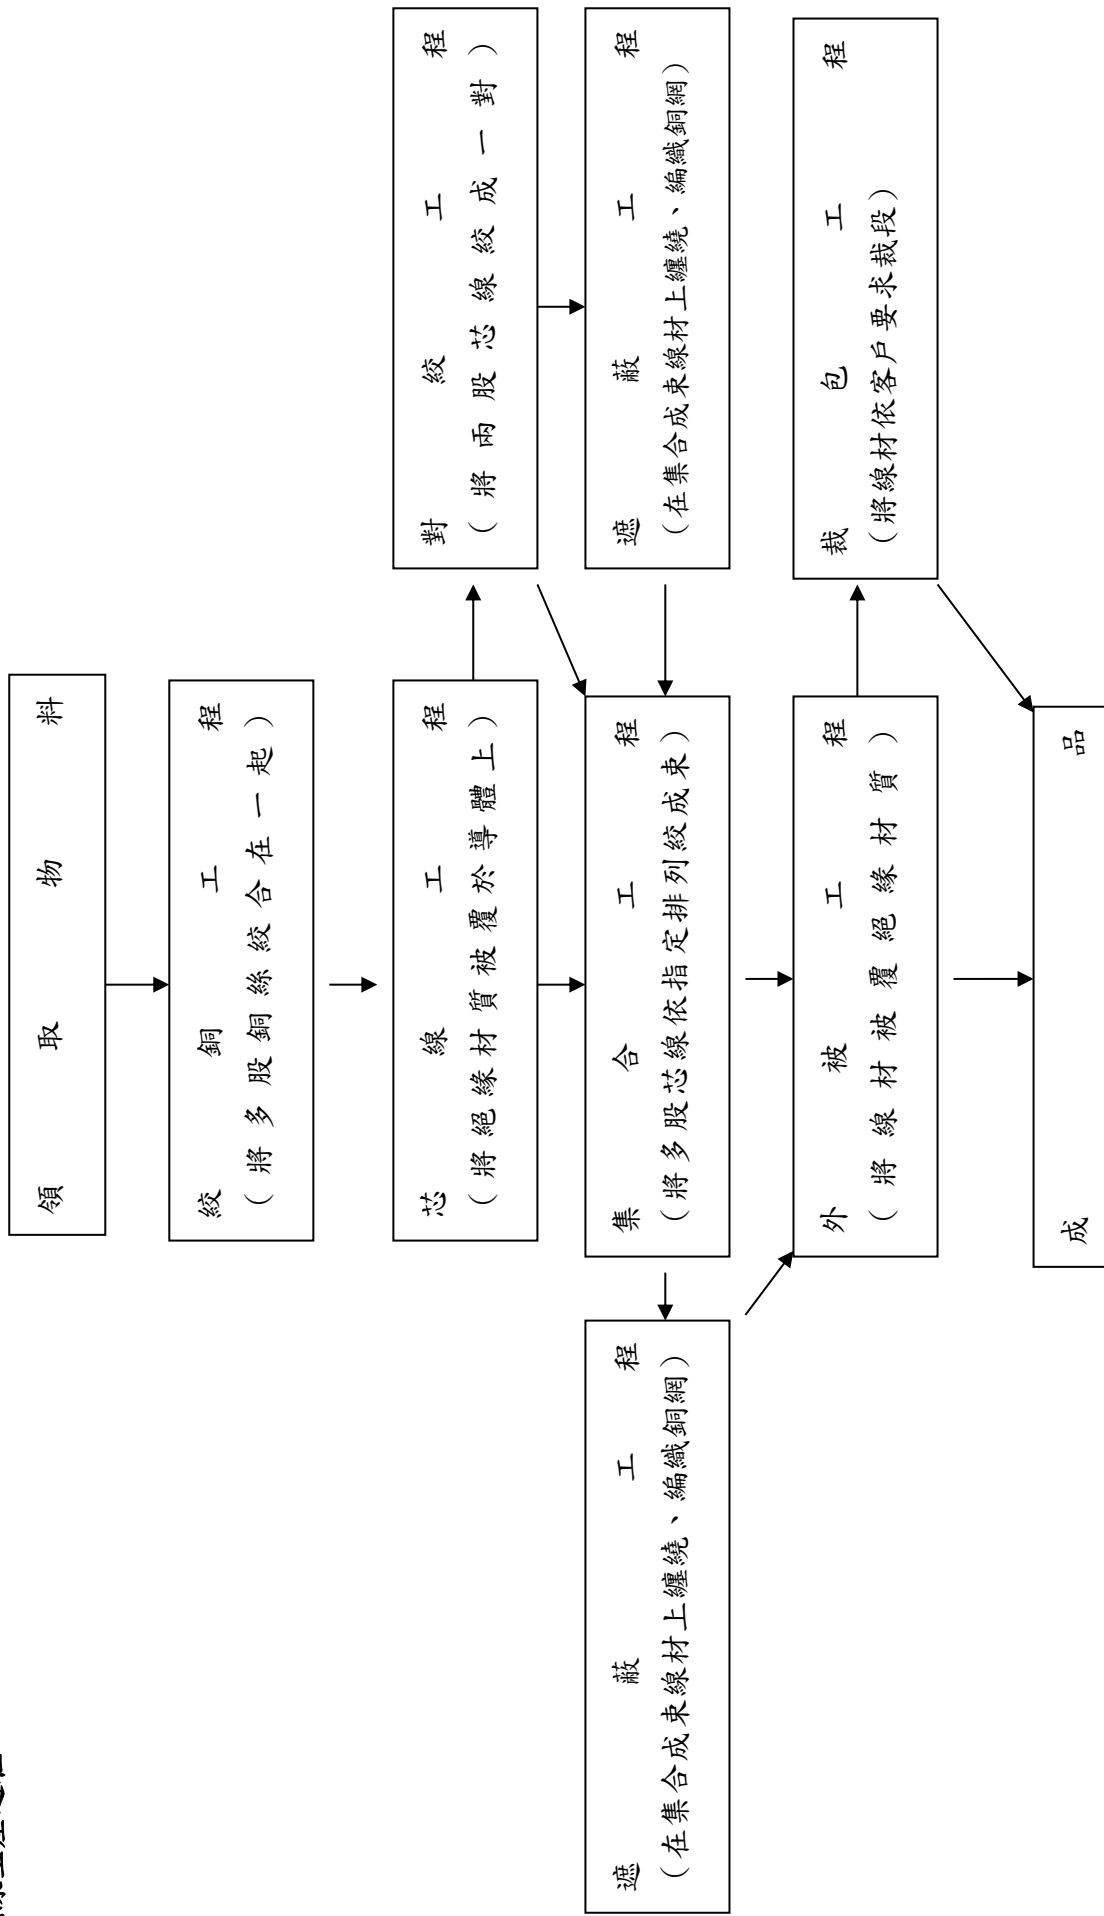 領取物料
絞銅工程
(將多股銅絲絞合在一起)
芯線工程
(將絕緣材質被覆於導體上)
對絞工程
(將兩股芯線絞成一對)
遮蔽工程
(在集合成束線材上纏繞、編織銅網)
集合工程
(將多股芯線依指定排列絞成束)
遮蔽工程
(在集合成束線材上纏繞、編織銅網)
外被工程
(將線材被覆絕緣材質)
裁包工程
(將線材依客戶要求裁段)
成品